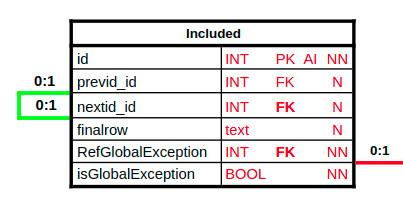 Included
id INT PK AI NN
0:1 previd_id INT FK N
0:1 nextid_id INT FK N
finalrow text N
RefGlobalException INT FK NN 0:1
isGlobalException BOOL NN